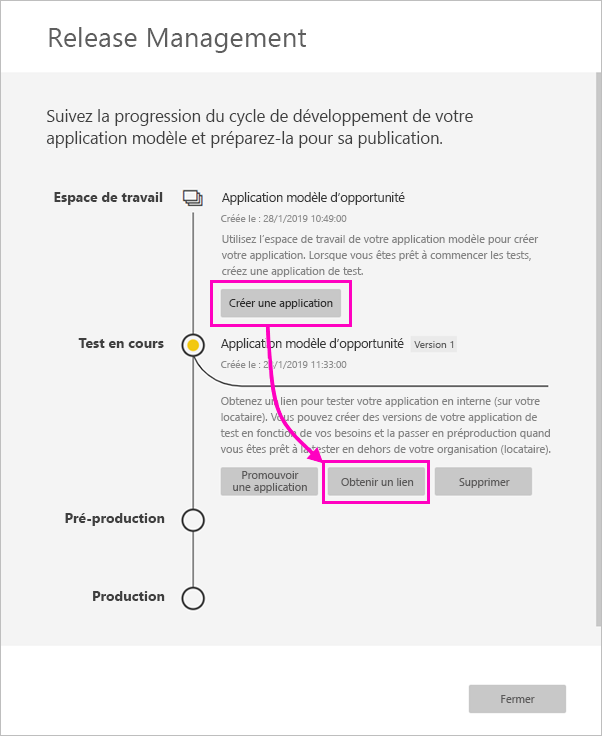 Release Management
Suivez la progression du cycle de développement de votre
application modèle et préparez-la pour sa publication.
Espace de travail
Application modèle d'opportunité
Créée le : 28/1/2019 10:49:00
Utilisez l'espace de travail de votre application modèle pour créer
votre application. Lorsque vous êtes prêt à commencer les tests,
créez une application de test.
Créer une application
Test en cours
Application modèle d'opportunité Version 1
Créée le : 2 /1/2019 11:33:00
Obtenez un lien pour tester votre application en interne (sur votre
locataire). Vous pouvez créer des versions de votre application de
test en fonction de vos besoins et la passer en préproduction quand
vous êtes prêt à la tester en dehors de votre organisation (locataire).
Promouvoir
une application
Obtenir un lien
Supprimer
Pré-production
Production
Fermer